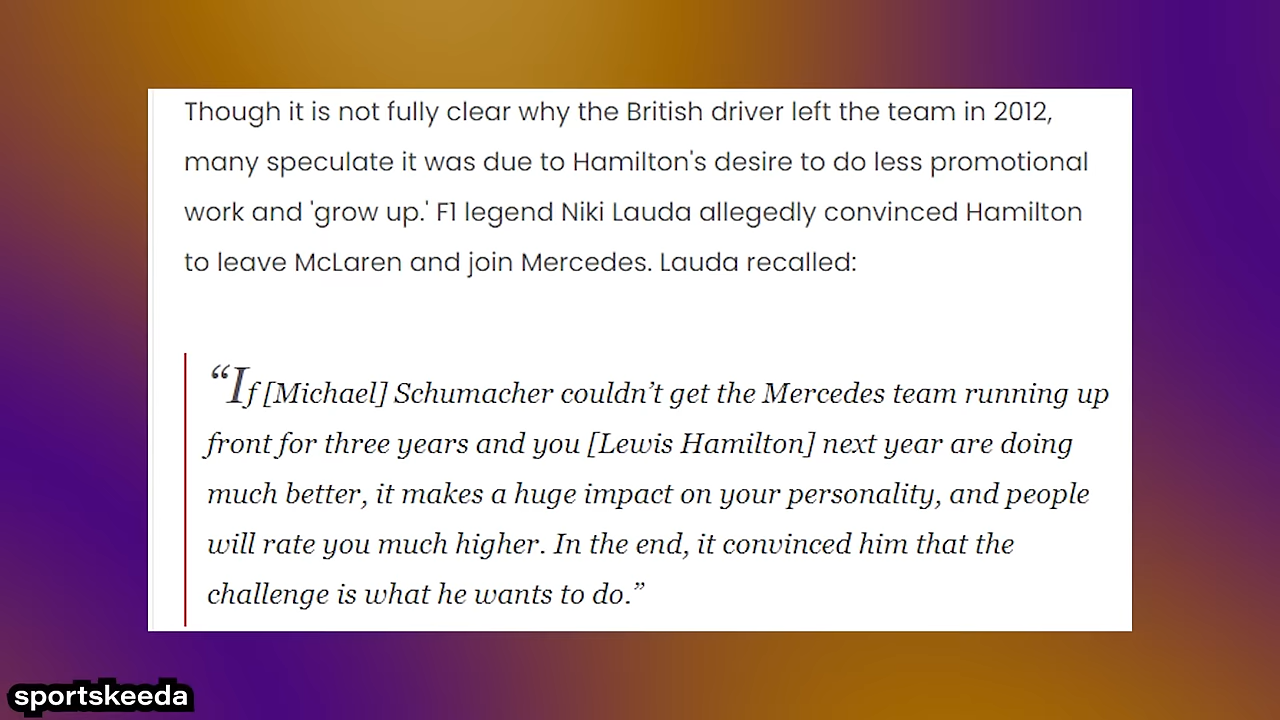 Though it is not fully clear why the British driver left the team in 2012,
many speculate it was due to Hamilton's desire to do less promotional
work and 'grow up.' F1 legend Niki Lauda allegedly convinced Hamilton
to leave McLaren and join Mercedes. Lauda recalled:
“If [Michael] Schumacher couldn’t get the Mercedes team running up
front for three years and you [Lewis Hamilton] next year are doing
much better, it makes a huge impact on your personality, and people
will rate you much higher. In the end, it convinced him that the
challenge is what he wants to do.”
sportskeeda